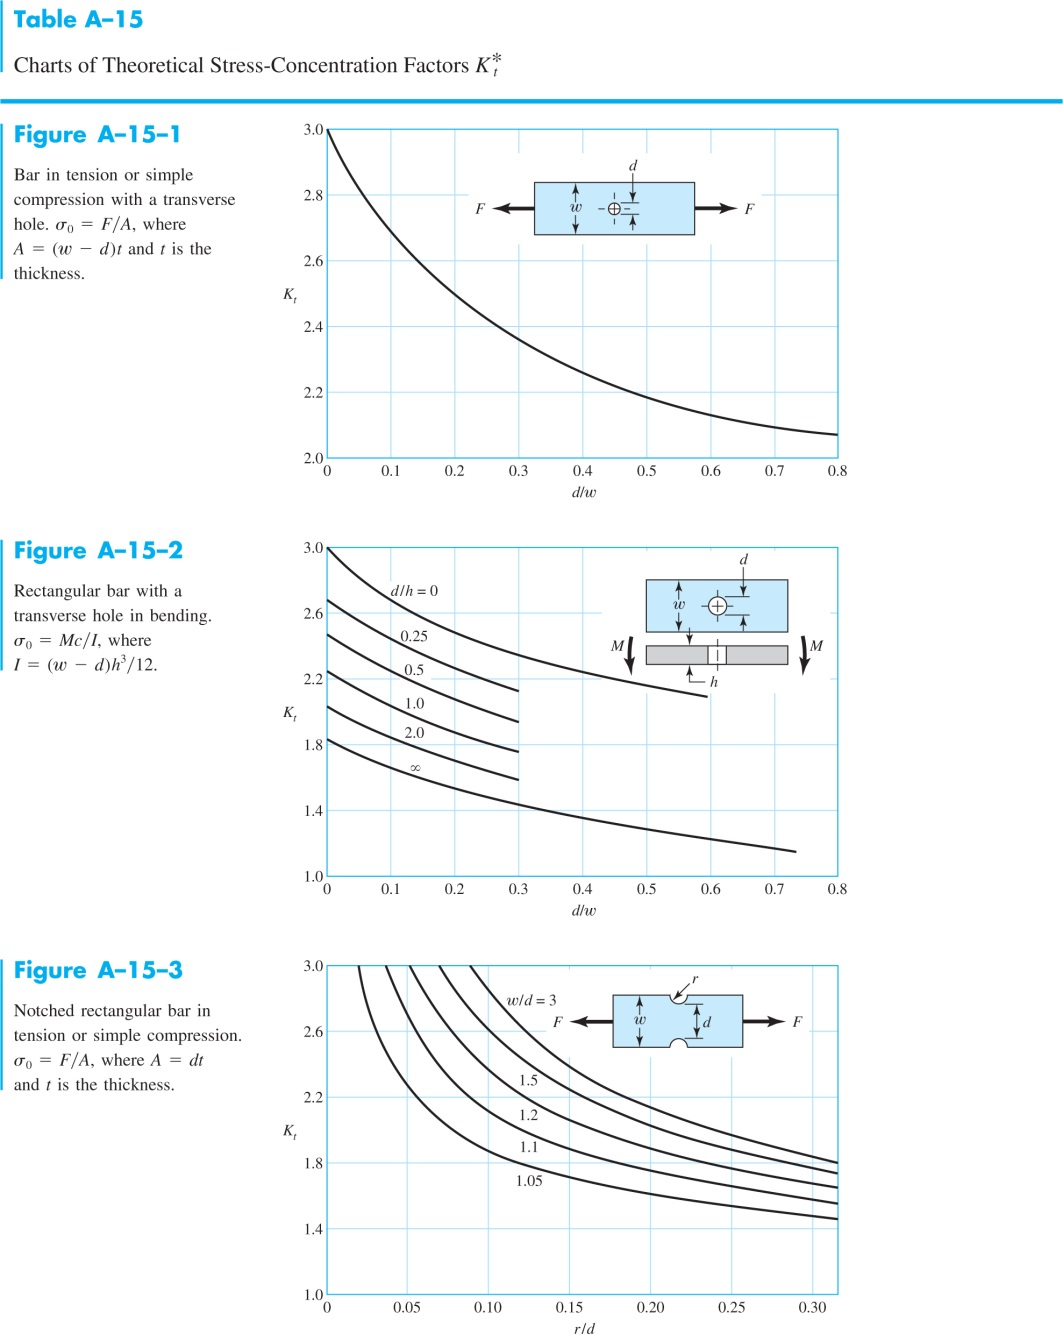 Table A–15
Charts of Theoretical Stress-Concentration Factors K*t
Figure A–15–1
Bar in tension or simple
compression with a transverse
hole. σ0 = F/A, where
A = (w − d)t and t is the
thickness.
3.0
2.8
2.6
Kt
2.4
2.2
2.0
0 0.1 0.2 0.3 0.4 0.5 0.6 0.7 0.8
d/w
d
F w F
Figure A–15–2
Rectangular bar with a
transverse hole in bending.
σ0 = Mc/I, where
I = (w − d)h³/12.
3.0
2.6
2.2
Kt
1.8
1.4
1.0
d/h = 0
0.25
0.5
1.0
2.0
∞
0 0.1 0.2 0.3 0.4 0.5 0.6 0.7 0.8
d/w
d
w
M M
h
Figure A–15–3
Notched rectangular bar in
tension or simple compression.
σ0 = F/A, where A = dt
and t is the thickness.
3.0
2.6
2.2
Kt
1.8
1.4
1.0
w/d = 3
1.5
1.2
1.1
1.05
0 0.05 0.10 0.15 0.20 0.25 0.30
r/d
r
F w d F